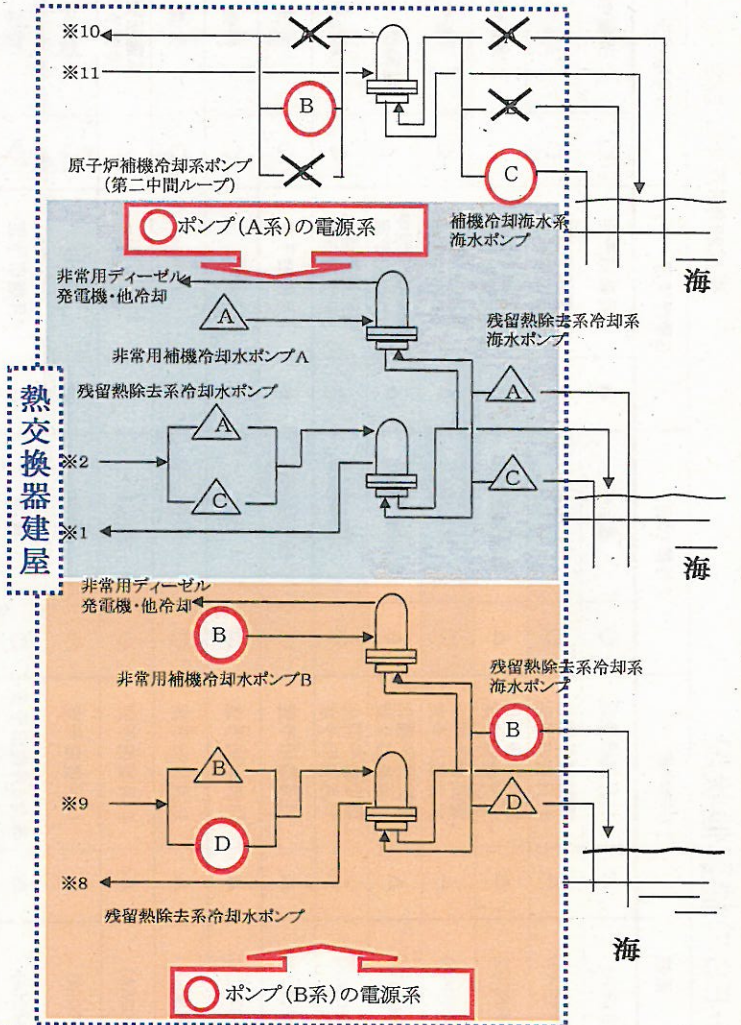 ※10
A
A
※11
B
B
原子炉補機冷却系ポンプ
(第二中間ループ)
C
C
補機冷却海水系
海水ポンプ
海
ポンプ(A系)の電源系
非常用ディーゼル
発電機・他冷却
A
残留熱除去系冷却系
海水ポンプ
非常用補機冷却水ポンプA
残留熱除去系冷却水ポンプ
A
A
※2
C
C
※1
海
熱交換器建屋
非常用ディーゼル
発電機・他冷却
B
残留熱除去系冷却系
海水ポンプ
非常用補機冷却水ポンプB
B
B
※9
D
D
※8
残留熱除去系冷却水ポンプ
海
ポンプ(B系)の電源系